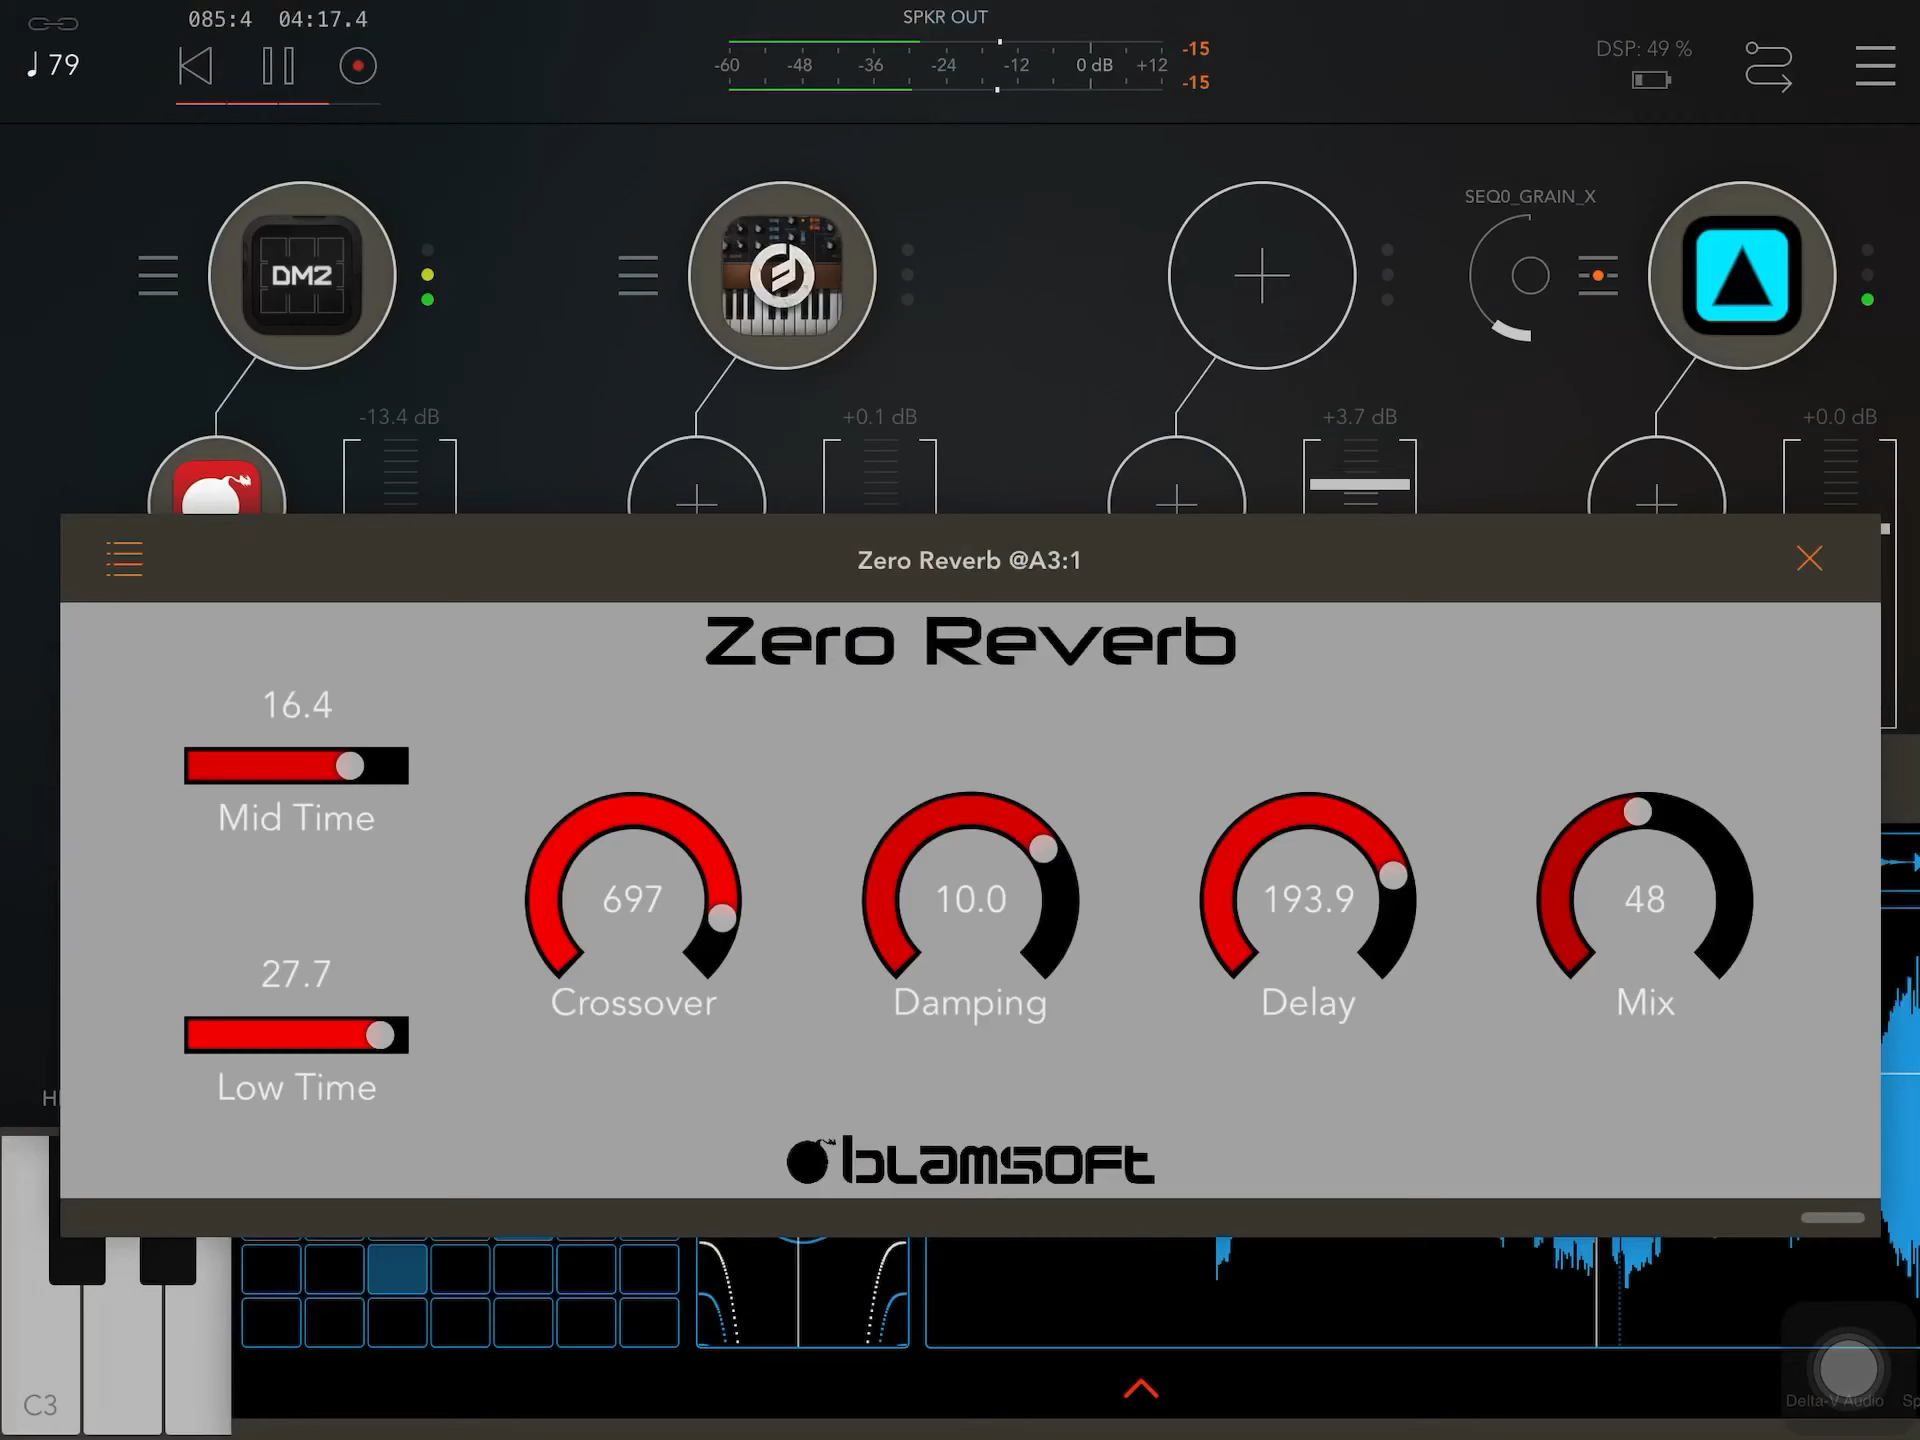 085:4 04:17.4
SPKR OUT
79
-60 -48 -36 -24 -12 0 dB +12
-15
-15
DSP: 49 %
SEQ0_GRAIN_X
DM2
-13.4 dB
+0.1 dB
+3.7 dB
+0.0 dB
Zero Reverb @A3:1
Zero Reverb
16.4
Mid Time
27.7
Low Time
697
Crossover
10.0
Damping
193.9
Delay
48
Mix
blamsoft
C3
Delta-V Audio